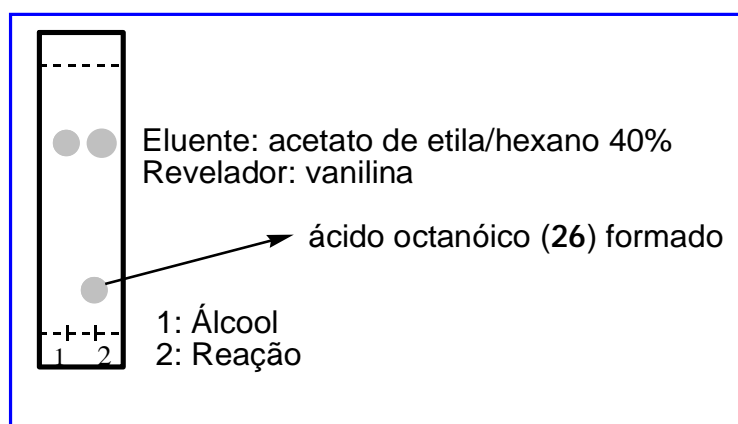 Eluente: acetato de etila/hexano 40%
Revelador: vanilina
ácido octanóico (26) formado
1: Álcool
2: Reação
1 2